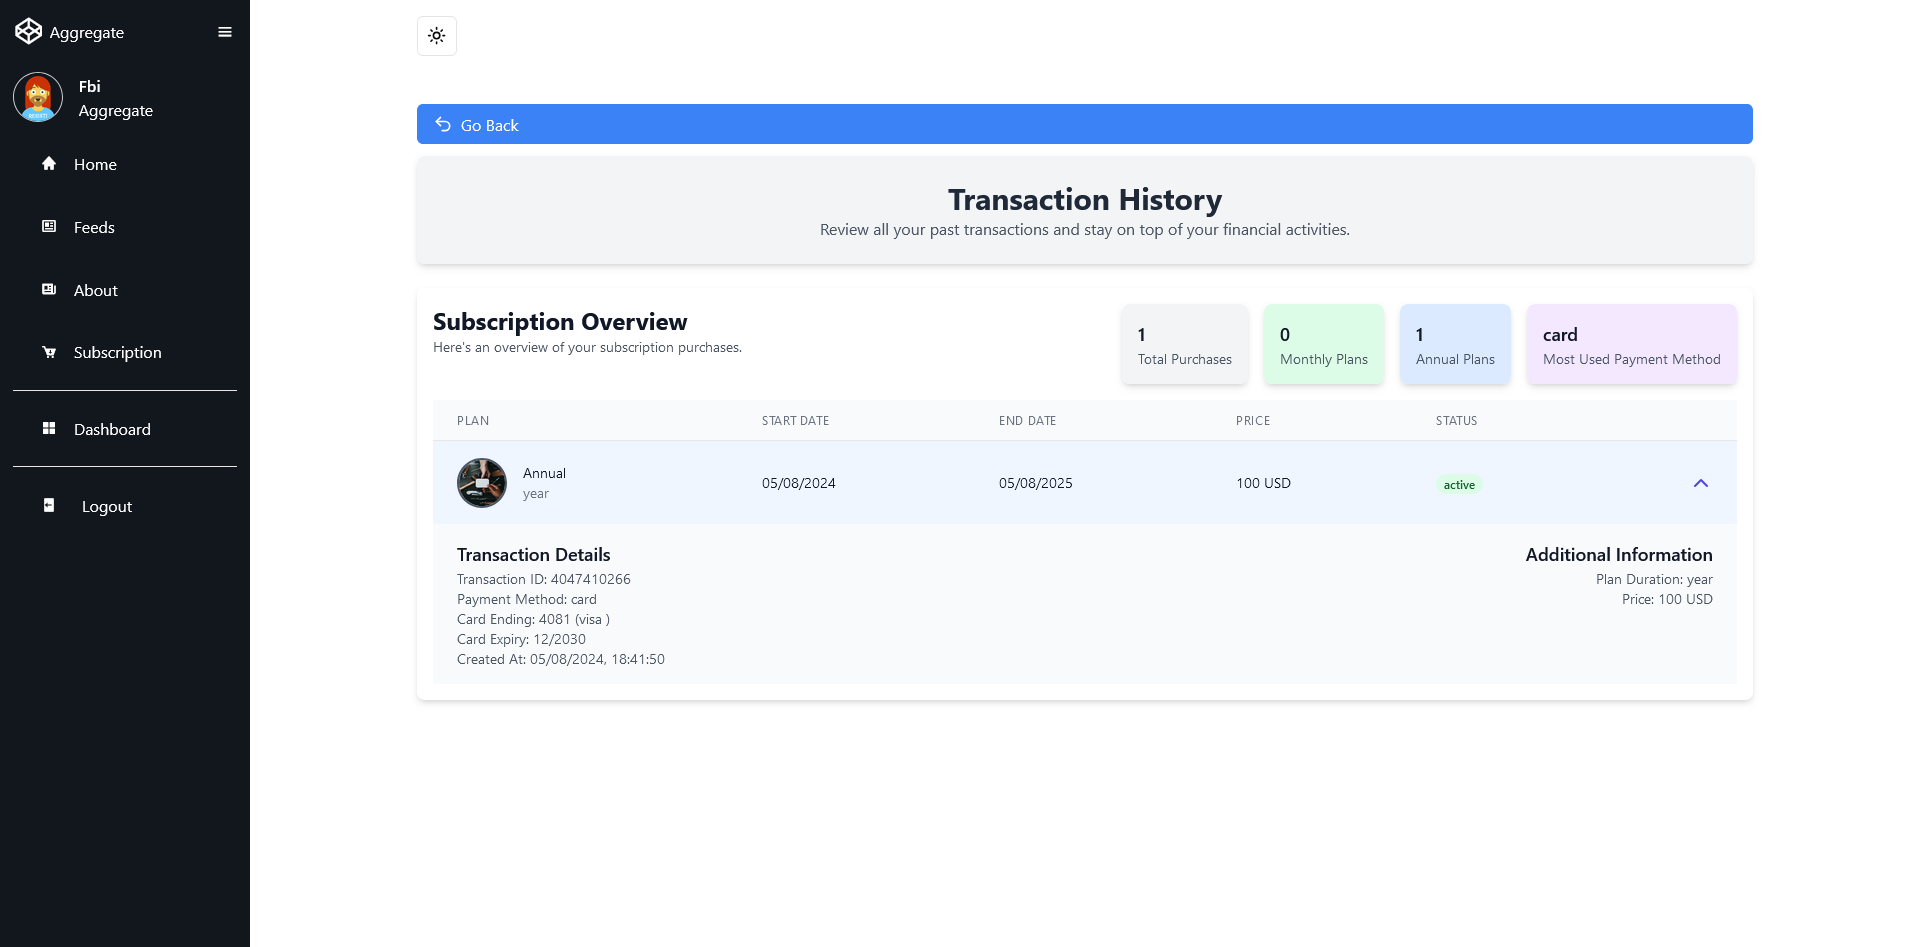 Aggregate
Fbi
Aggregate
Home
Feeds
About
Subscription
Dashboard
Logout
Go Back
Transaction History
Review all your past transactions and stay on top of your financial activities.
Subscription Overview
Here's an overview of your subscription purchases.
1
Total Purchases
0
Monthly Plans
1
Annual Plans
card
Most Used Payment Method
PLAN START DATE END DATE PRICE STATUS
Annual
year
05/08/2024 05/08/2025 100 USD active
Transaction Details
Transaction ID: 4047410266
Payment Method: card
Card Ending: 4081 (visa )
Card Expiry: 12/2030
Created At: 05/08/2024, 18:41:50
Additional Information
Plan Duration: year
Price: 100 USD